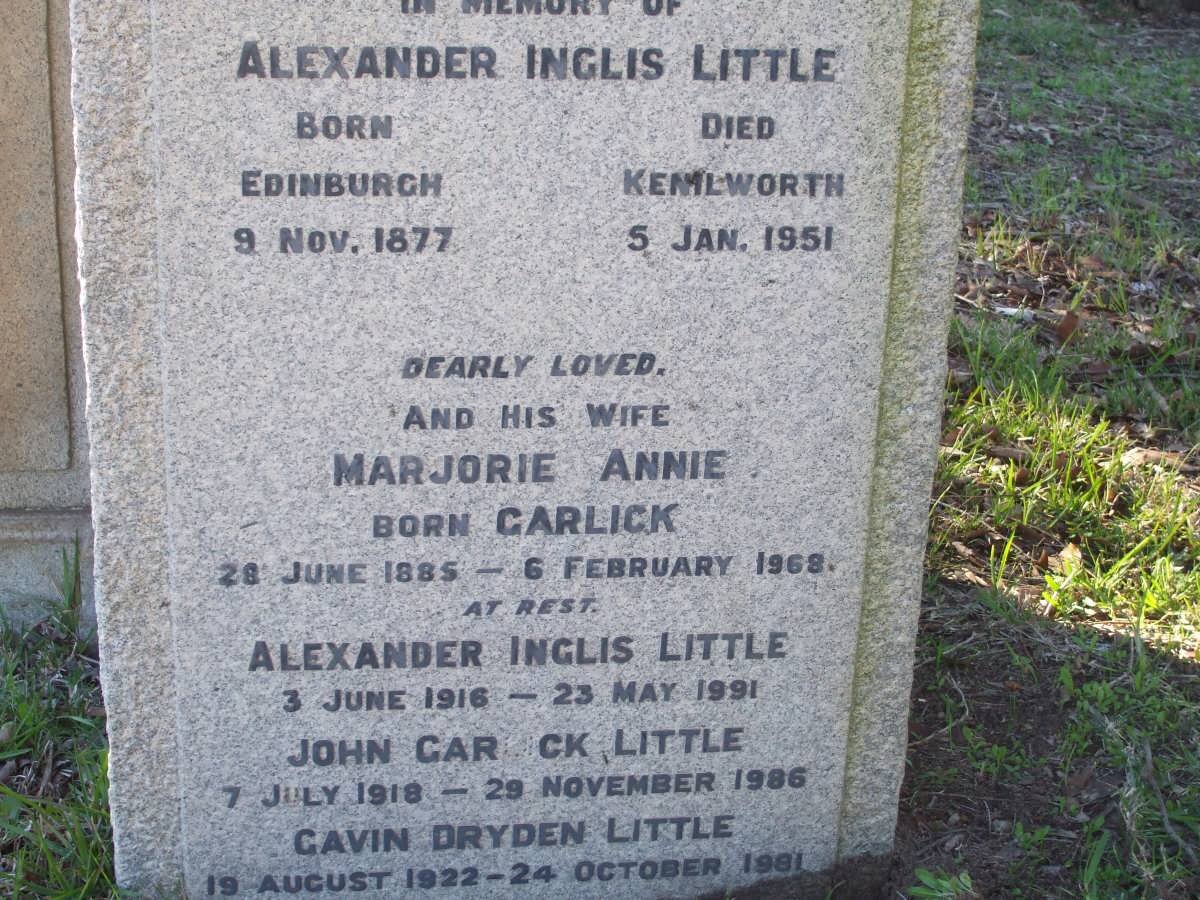 IN MEMORY OF
ALEXANDER INGLIS LITTLE
BORN DIED
EDINBURGH KENILWORTH
9 NOV. 1877 5 JAN. 1951
DEARLY LOVED.
AND HIS WIFE
MARJORIE ANNIE
BORN GARLICK
28 JUNE 1885 — 6 FEBRUARY 1968.
AT REST.
ALEXANDER INGLIS LITTLE
3 JUNE 1916 — 23 MAY 1991
JOHN GAR CK LITTLE
7 JULY 1918 — 29 NOVEMBER 1986
GAVIN DRYDEN LITTLE
19 AUGUST 1922 - 24 OCTOBER 1981